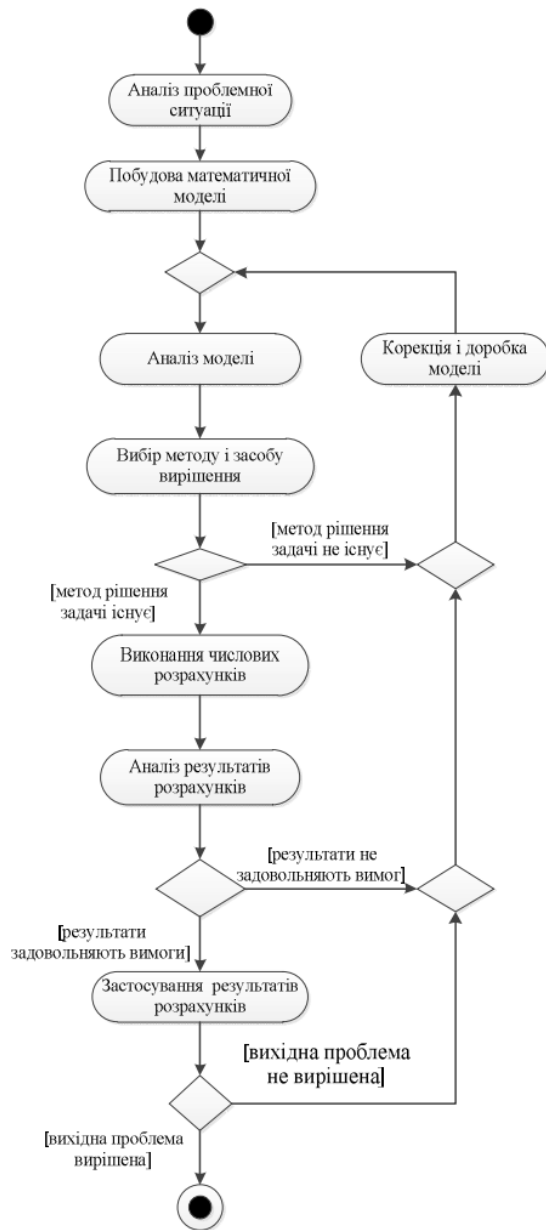 Аналіз проблемної
ситуації
Побудова математичної
моделі
Аналіз моделі
Корекція і доробка
моделі
Вибір методу і засобу
вирішення
[метод рішення
задачі не існує]
[метод рішення
задачі існує]
Виконання числових
розрахунків
Аналіз результатів
розрахунків
[результати не
задовольняють вимог]
[результати
задовольняють вимоги]
Застосування результатів
розрахунків
[вихідна проблема
не вирішена]
[вихідна проблема
вирішена]